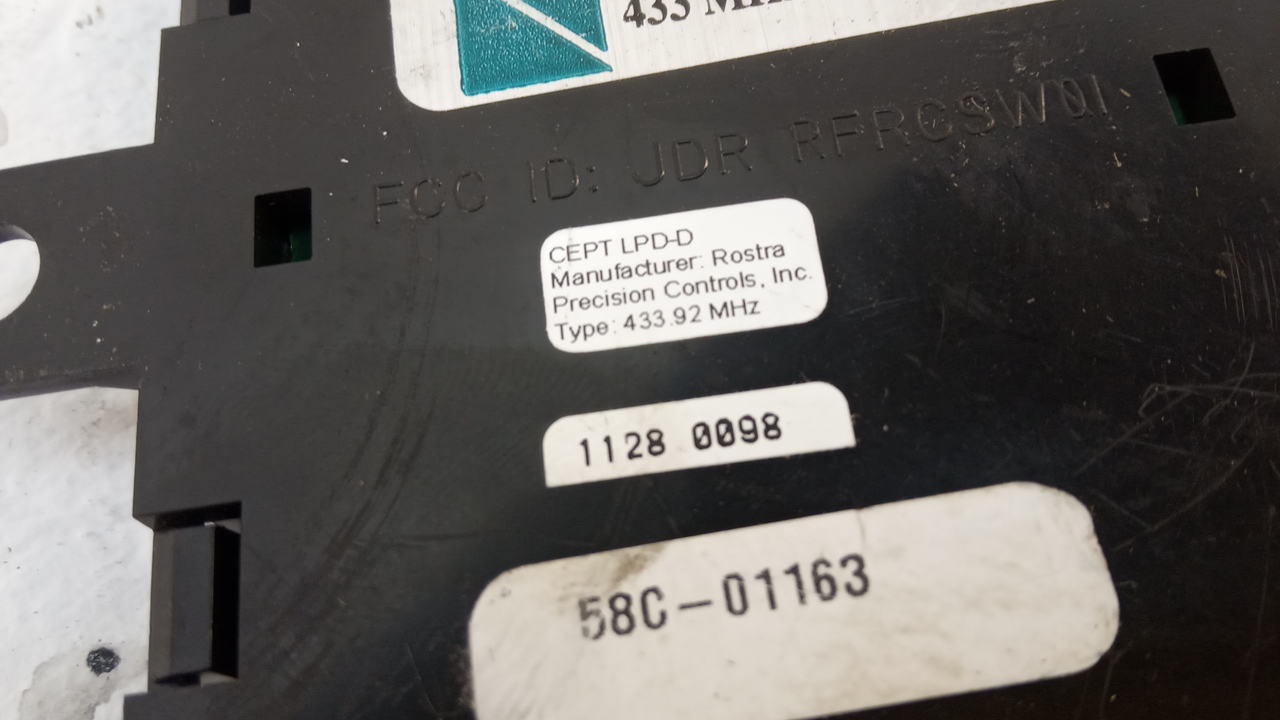 433 MHz
FCC ID: JDR RFRCSW01
CEPT LPD-D
Manufacturer: Rostra
Precision Controls, Inc.
Type: 433.92 MHz
1128 0098
58C-01163